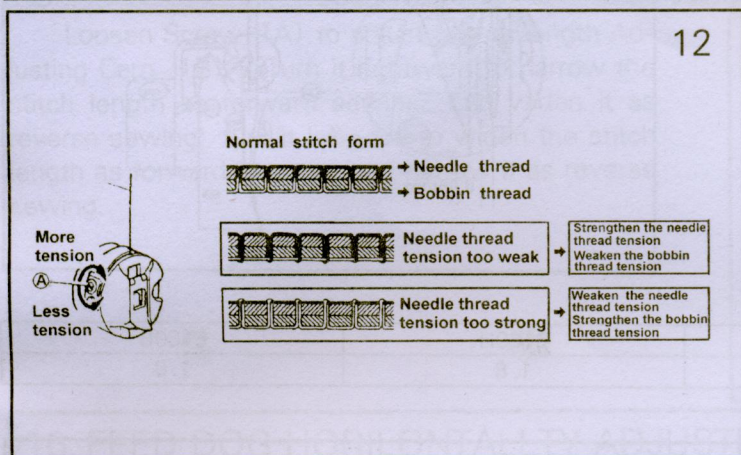 12
Normal stitch form
Needle thread
Bobbin thread
More
tension
A
Less
tension
Needle thread
tension too weak
Strengthen the needle
thread tension
Weaken the bobbin
thread tension
Needle thread
tension too strong
Weaken the needle
thread tension
Strengthen the bobbin
thread tension